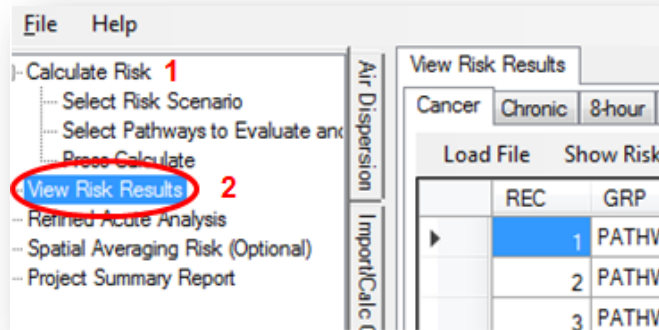 File Help
Calculate Risk 1
Select Risk Scenario
Select Pathways to Evaluate and
Press Calculate
View Risk Results 2
Refined Acute Analysis
Spatial Averaging Risk (Optional)
Project Summary Report
Air Dispersion
Import/Calc
View Risk Results
Cancer Chronic 8-hour
Load File Show Risk
REC GRP
1 PATHW
2 PATHW
3 PATHW